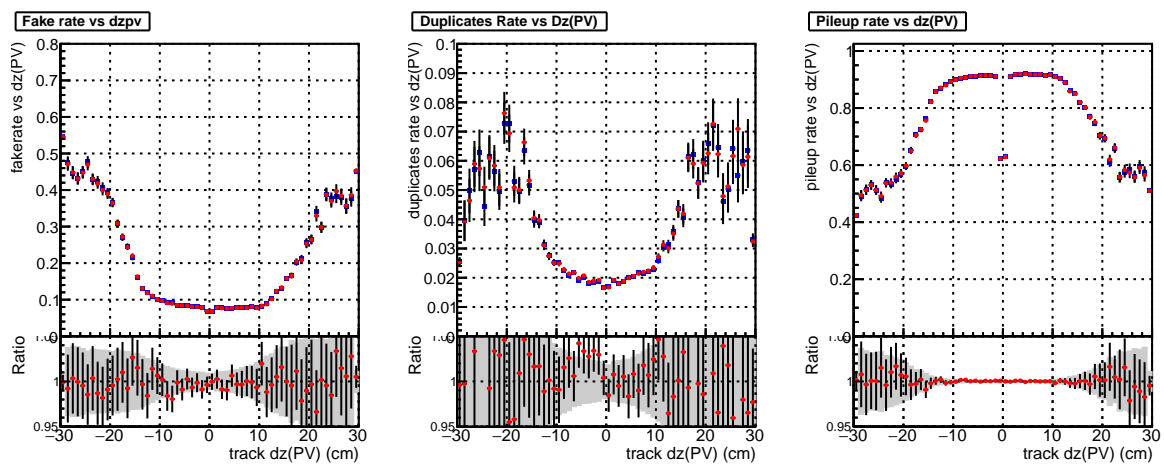 Fake rate vs dzpv
fakerate vs dz(PV)
0.8
0.7
0.6
0.5
0.4
0.3
0.2
0.1
0
Ratio
1
0.95
−30 −20 −10 0 10 20 30
track dz(PV) (cm)
Duplicates Rate vs Dz(PV)
duplicates rate vs dz(PV)
0.1
0.09
0.08
0.07
0.06
0.05
0.04
0.03
0.02
0.01
0
Ratio
1
0.95
−30 −20 −10 0 10 20 30
track dz(PV) (cm)
Pileup rate vs dz(PV)
pileup rate vs dz(PV)
1
0.8
0.6
0.4
0.2
0
Ratio
1
0.95
−30 −20 −10 0 10 20 30
track dz(PV) (cm)